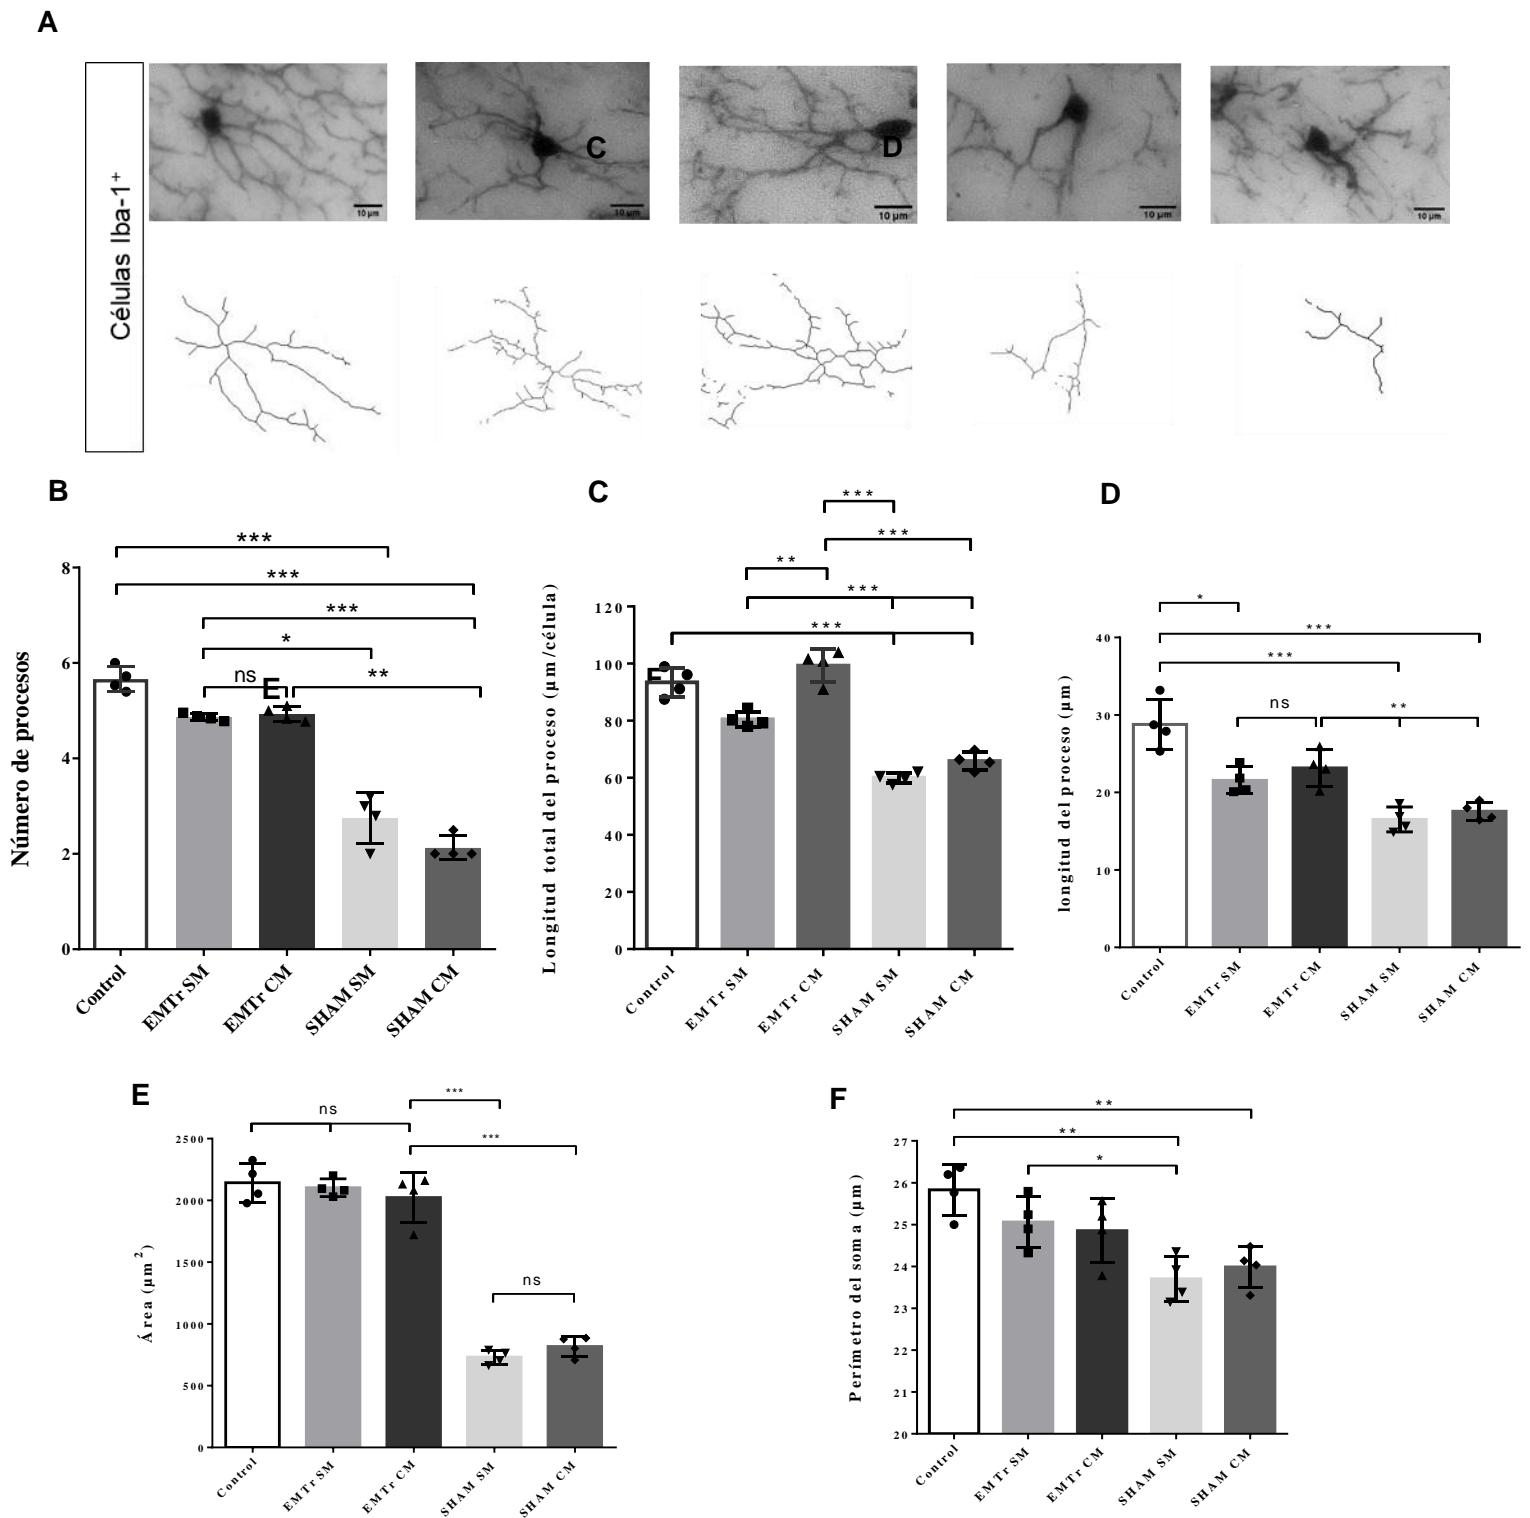 A
Células Iba-1⁺
C
D
10 µm
10 µm
10 µm
10 µm
10 µm
B
Número de procesos
8
6
4
2
0
***
***
***
*
ns
E
**
Control
EMTr SM
EMTr CM
SHAM SM
SHAM CM
C
Longitud total del proceso (µm/célula)
120
100
80
60
40
20
0
***
***
**
***
***
E
Control
EMTr SM
EMTr CM
SHAM SM
SHAM CM
D
longitud del proceso (µm)
40
30
20
10
0
*
***
***
ns
**
Control
EMTr SM
EMTr CM
SHAM SM
SHAM CM
E
Área (µm²)
2500
2000
1500
1000
500
0
***
ns
***
ns
Control
EMTr SM
EMTr CM
SHAM SM
SHAM CM
F
Perímetro del soma (µm)
27
26
25
24
23
22
21
20
**
**
*
Control
EMTr SM
EMTr CM
SHAM SM
SHAM CM